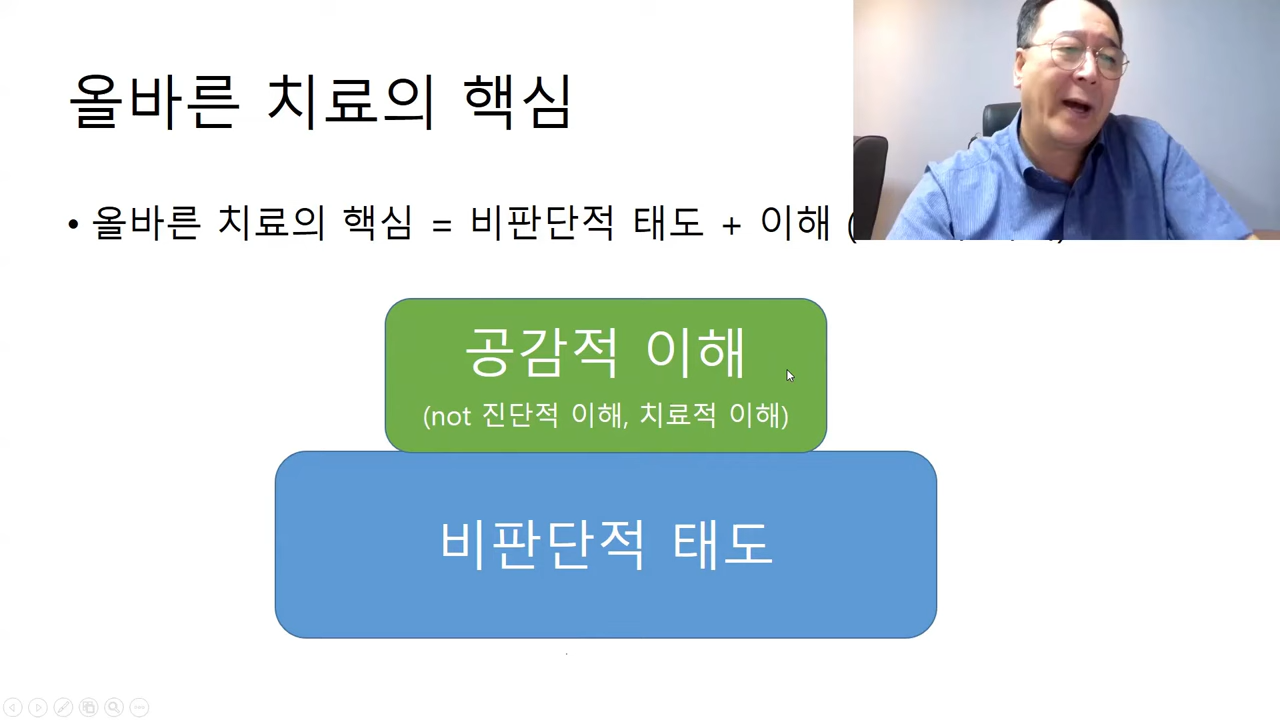 올바른 치료의 핵심
• 올바른 치료의 핵심 = 비판단적 태도 + 이해 (
공감적 이해
(not 진단적 이해, 치료적 이해)
비판단적 태도